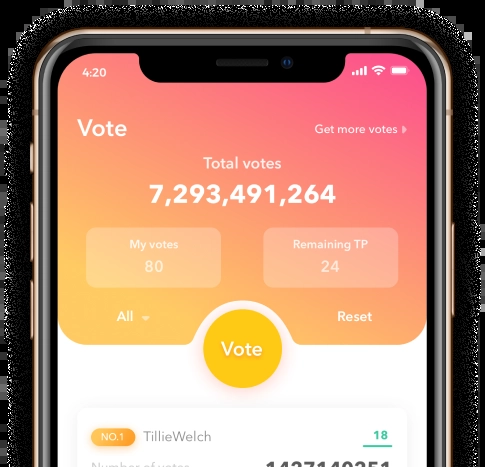 4:20
Vote
Get more votes
Total votes
7,293,491,264
My votes
Remaining TP
80
24
All
Reset
Vote
NO.1
TillieWelch
18
Number of votes
1427149251